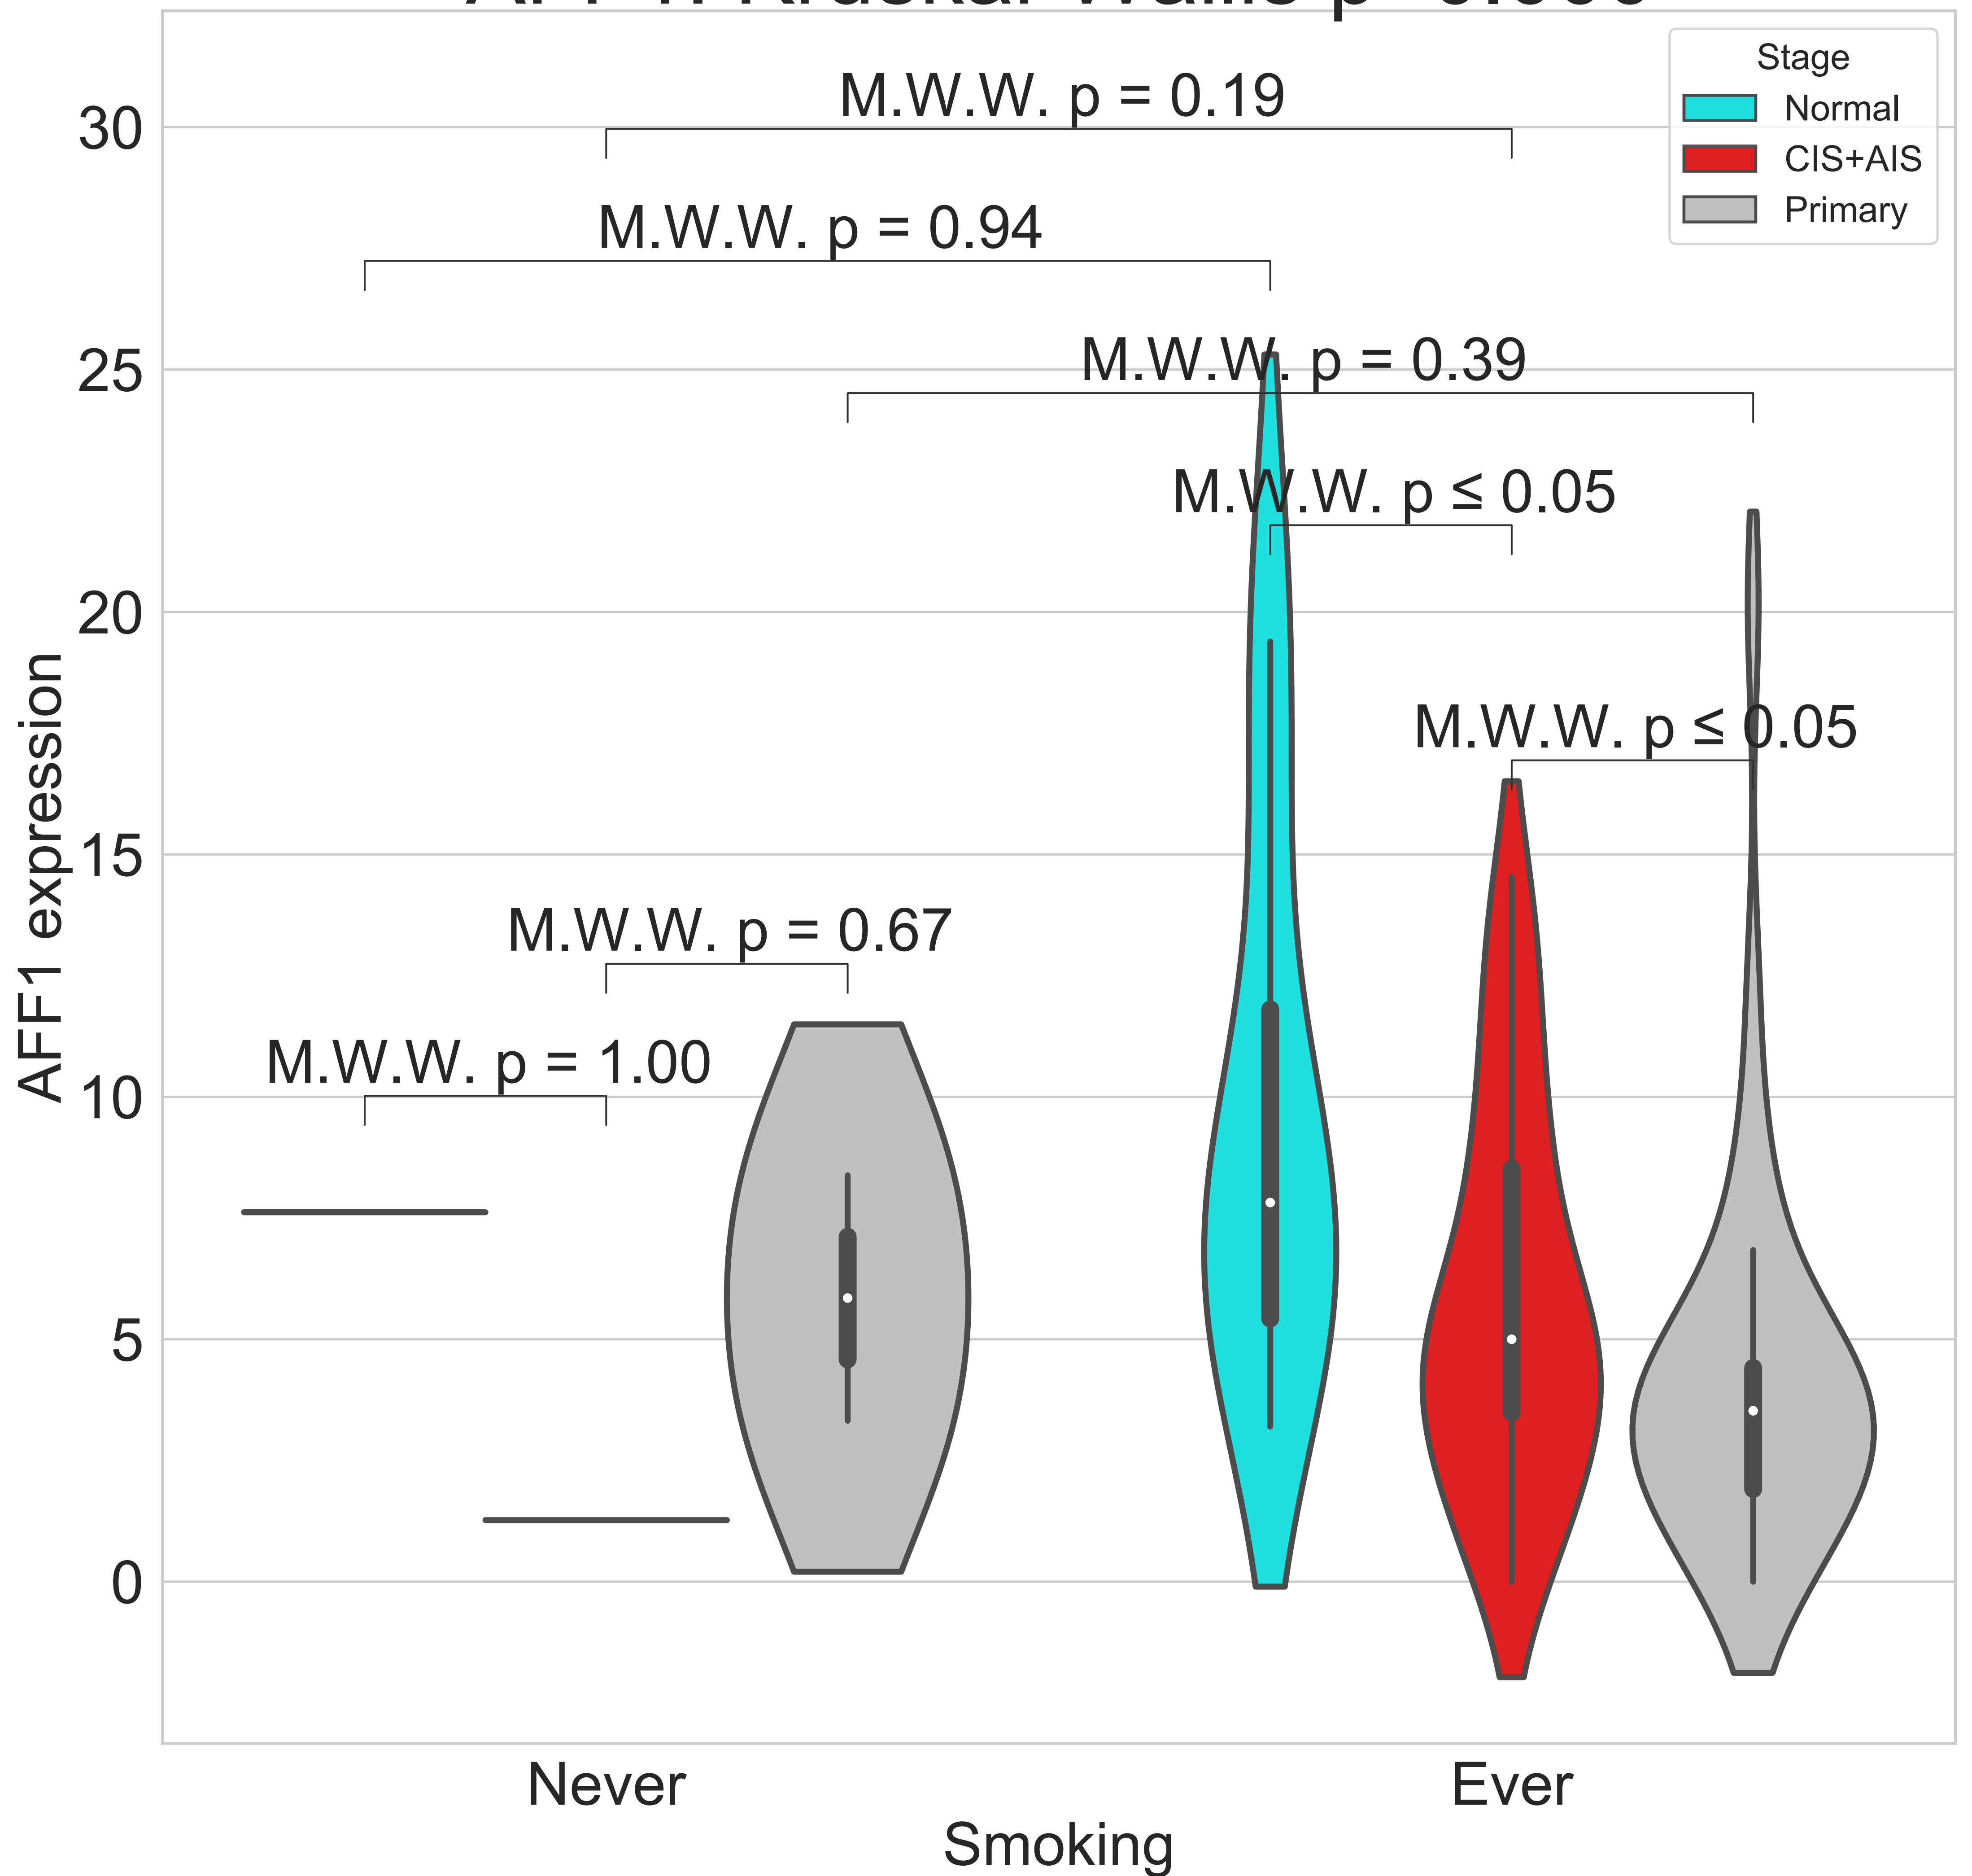 Stage
Normal
CIS+AIS
Primary
M.W.W. p = 0.19
M.W.W. p = 0.94
M.W.W. p = 0.39
M.W.W. p ≤ 0.05
M.W.W. p ≤ 0.05
M.W.W. p = 0.67
M.W.W. p = 1.00
30
25
20
15
10
5
0
AFF1 expression
Never
Ever
Smoking